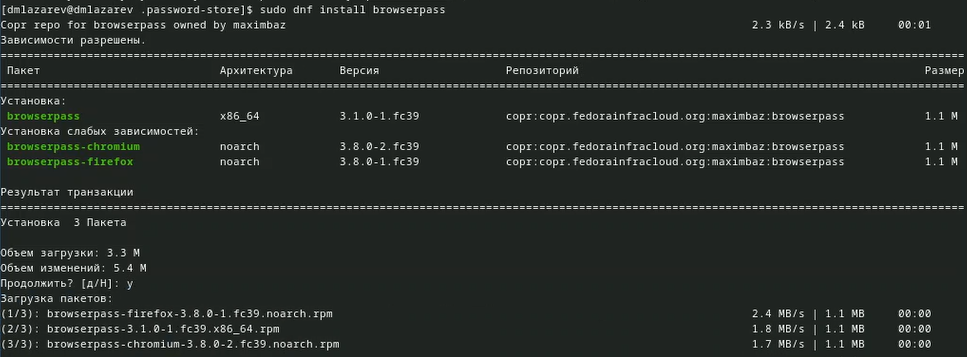 [dmlazarev@dmlazarev .password-store]$ sudo dnf install browserpass
Copr repo for browserpass owned by maximbaz 2.3 kB/s | 2.4 kB 00:01
Зависимости разрешены.
================================================================================
Пакет Архитектура Версия Репозиторий Размер
================================================================================
Установка:
browserpass x86_64 3.1.0-1.fc39 copr:copr.fedorainfracloud.org:maximbaz:browserpass 1.1 M
Установка слабых зависимостей:
browserpass-chromium noarch 3.8.0-2.fc39 copr:copr.fedorainfracloud.org:maximbaz:browserpass 1.1 M
browserpass-firefox noarch 3.8.0-1.fc39 copr:copr.fedorainfracloud.org:maximbaz:browserpass 1.1 M
Результат транзакции
================================================================================
Установка 3 Пакета
Объем загрузки: 3.3 M
Объем изменений: 5.4 M
Продолжить? [д/Н]: y
Загрузка пакетов:
(1/3): browserpass-firefox-3.8.0-1.fc39.noarch.rpm 2.4 MB/s | 1.1 MB 00:00
(2/3): browserpass-3.1.0-1.fc39.x86_64.rpm 1.8 MB/s | 1.1 MB 00:00
(3/3): browserpass-chromium-3.8.0-2.fc39.noarch.rpm 1.7 MB/s | 1.1 MB 00:00